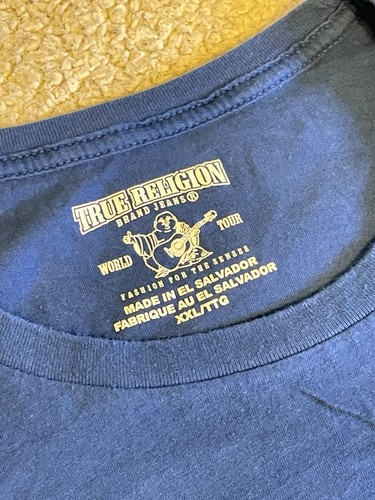 TRUE RELIGION
BRAND JEANS®
WORLD TOUR
FASHION FOR THE SENSES
MADE IN EL SALVADOR
FABRIQUE AU EL SALVADOR
XXL/TTG